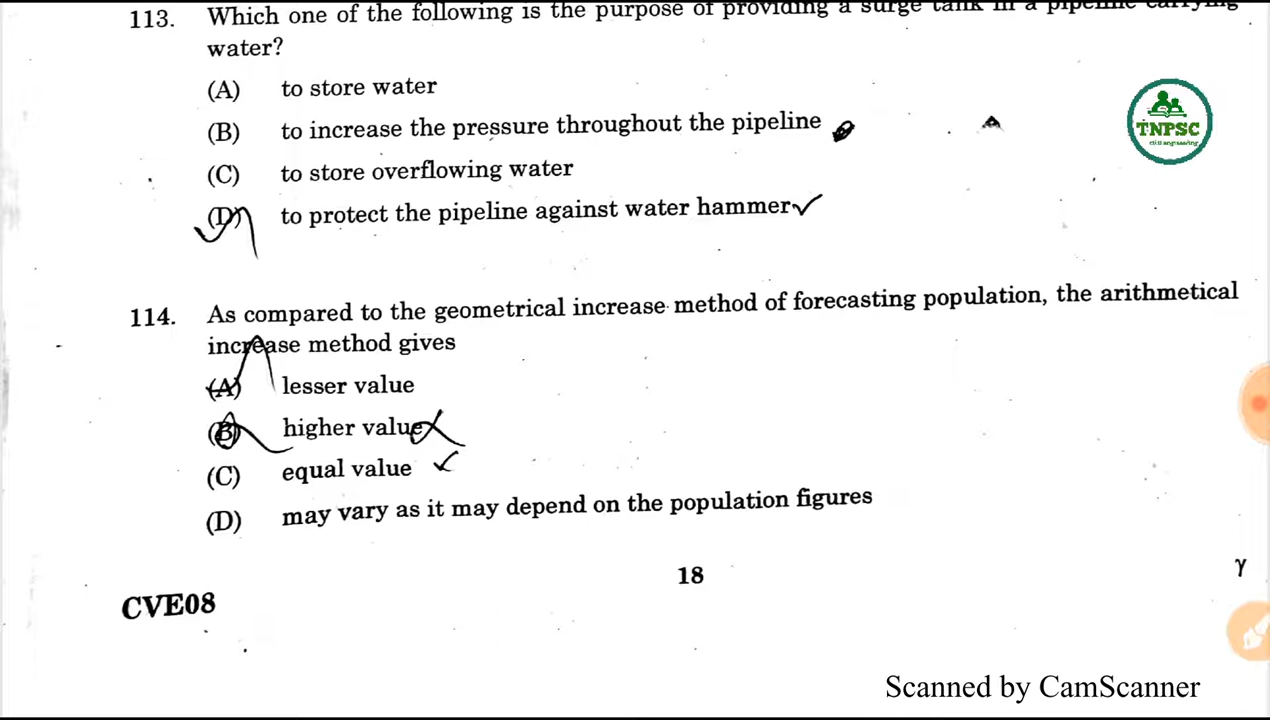 113. Which one of the following is the purpose of providing a surge tank in a pipeline carrying
water?
(A) to store water
(B) to increase the pressure throughout the pipeline
(C) to store overflowing water
(D) to protect the pipeline against water hammer
TNPSC
civil engineering
114. As compared to the geometrical increase method of forecasting population, the arithmetical
increase method gives
(A) lesser value
(B) higher value
(C) equal value
(D) may vary as it may depend on the population figures
18
γ
CVE08
Scanned by CamScanner